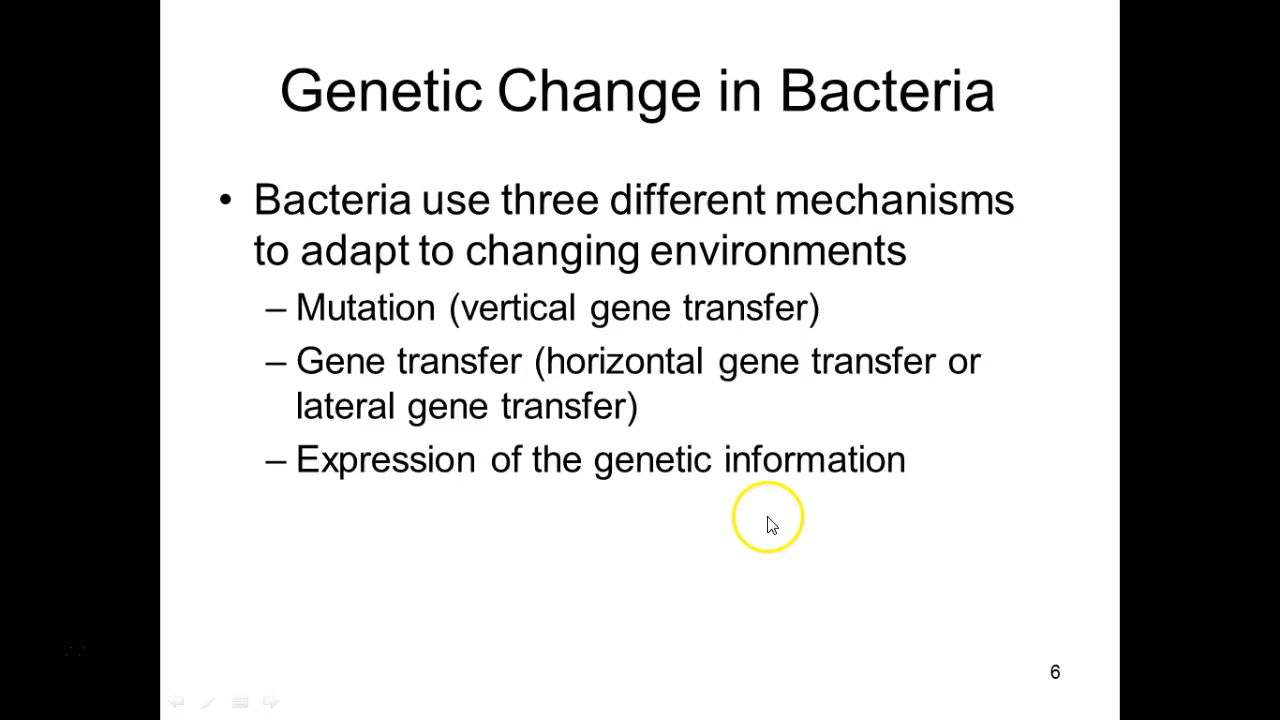 Genetic Change in Bacteria
• Bacteria use three different mechanisms
to adapt to changing environments
– Mutation (vertical gene transfer)
– Gene transfer (horizontal gene transfer or
lateral gene transfer)
– Expression of the genetic information
6